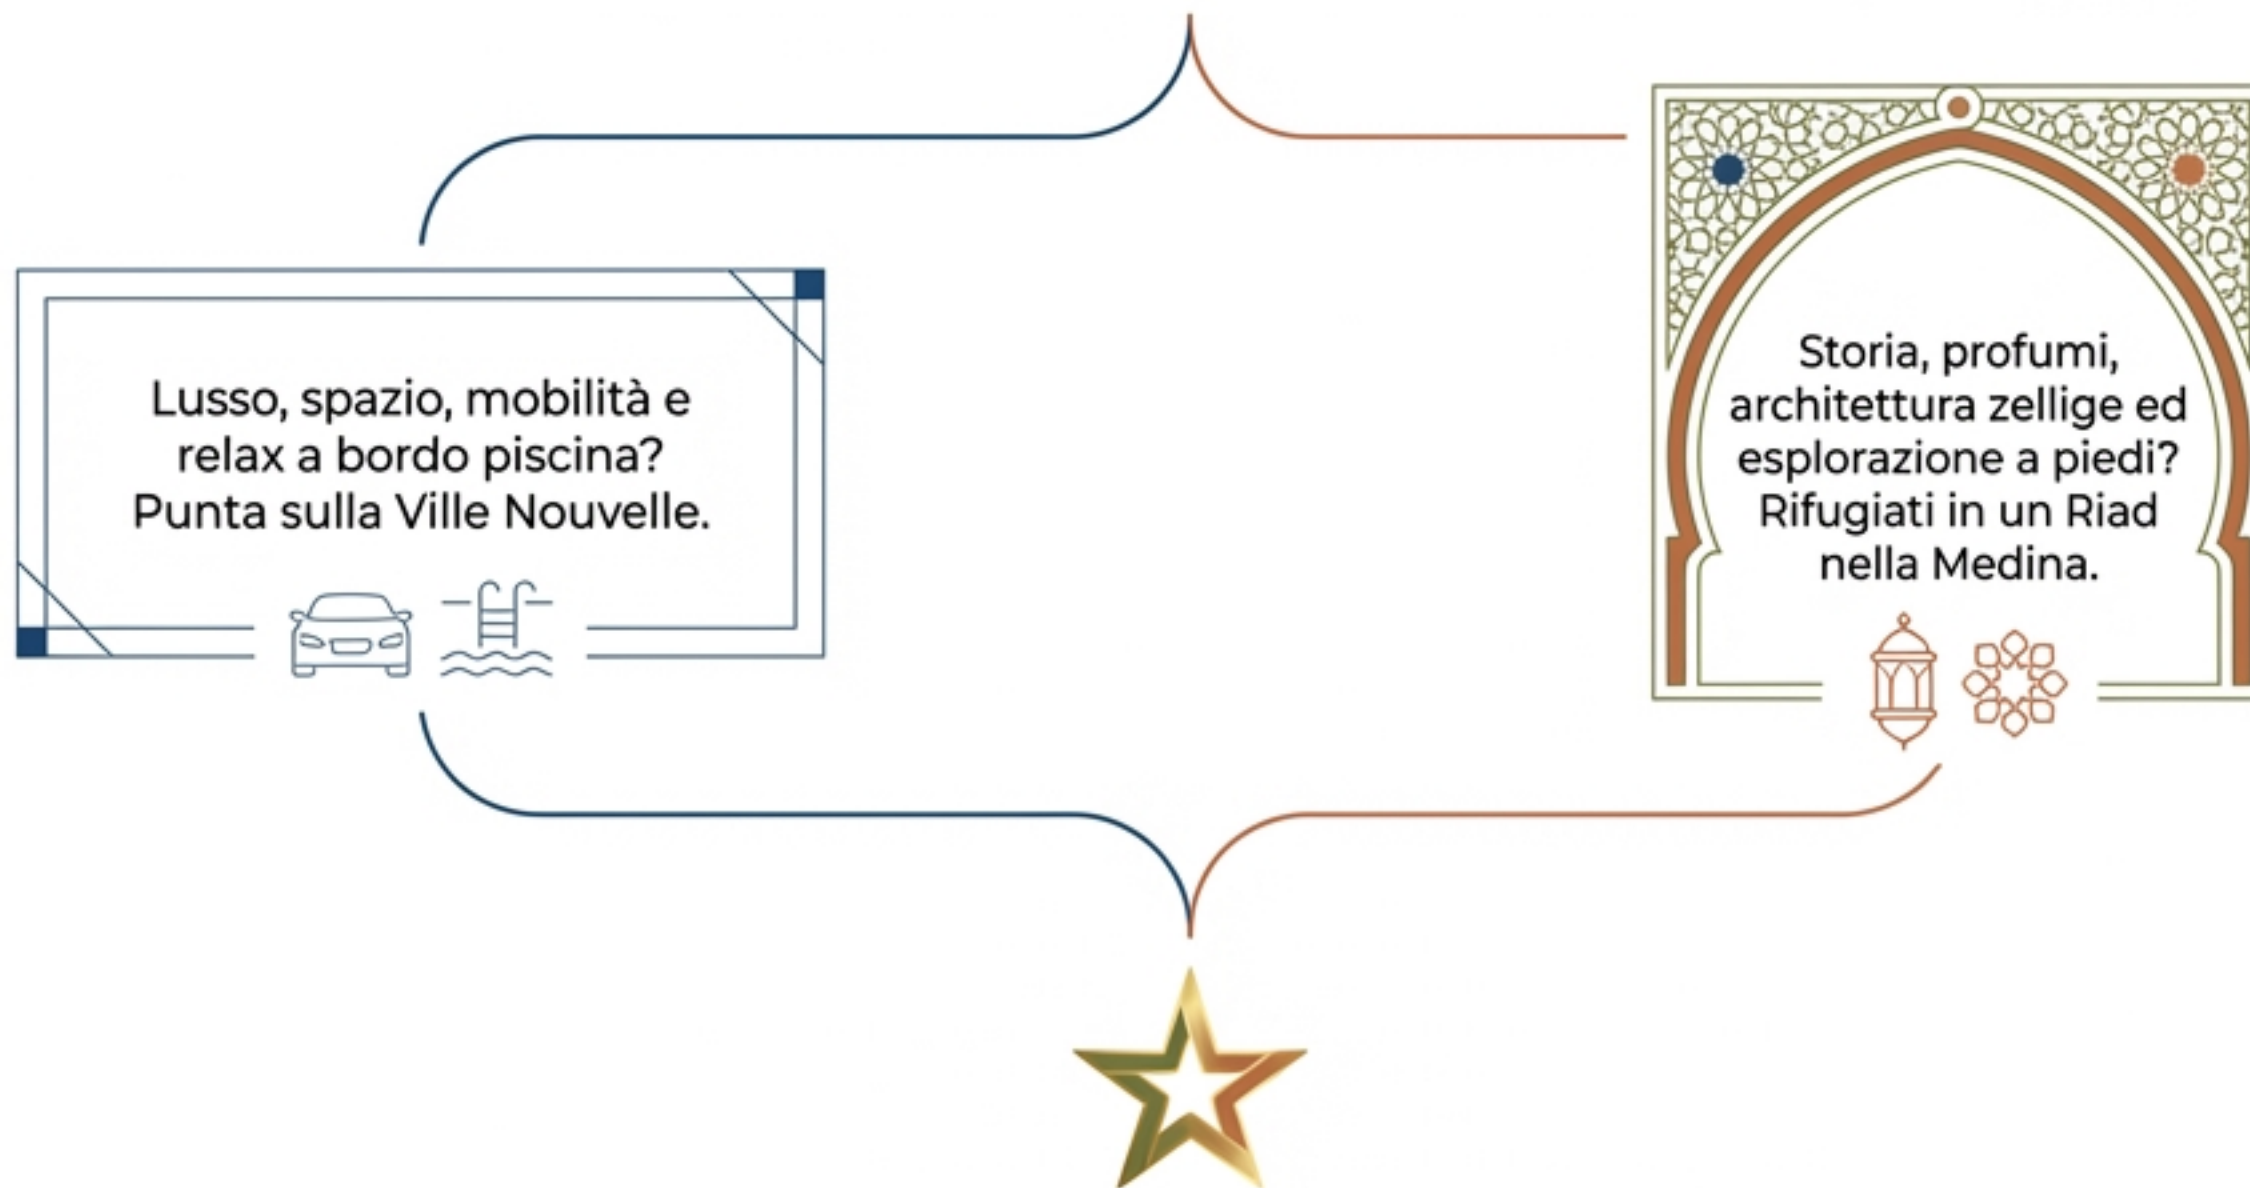 Lusso, spazio, mobilità e
relax a bordo piscina?
Punta sulla Ville Nouvelle.
Storia, profumi,
architettura zellige ed
esplorazione a piedi?
Rifugiati in un Riad
nella Medina.